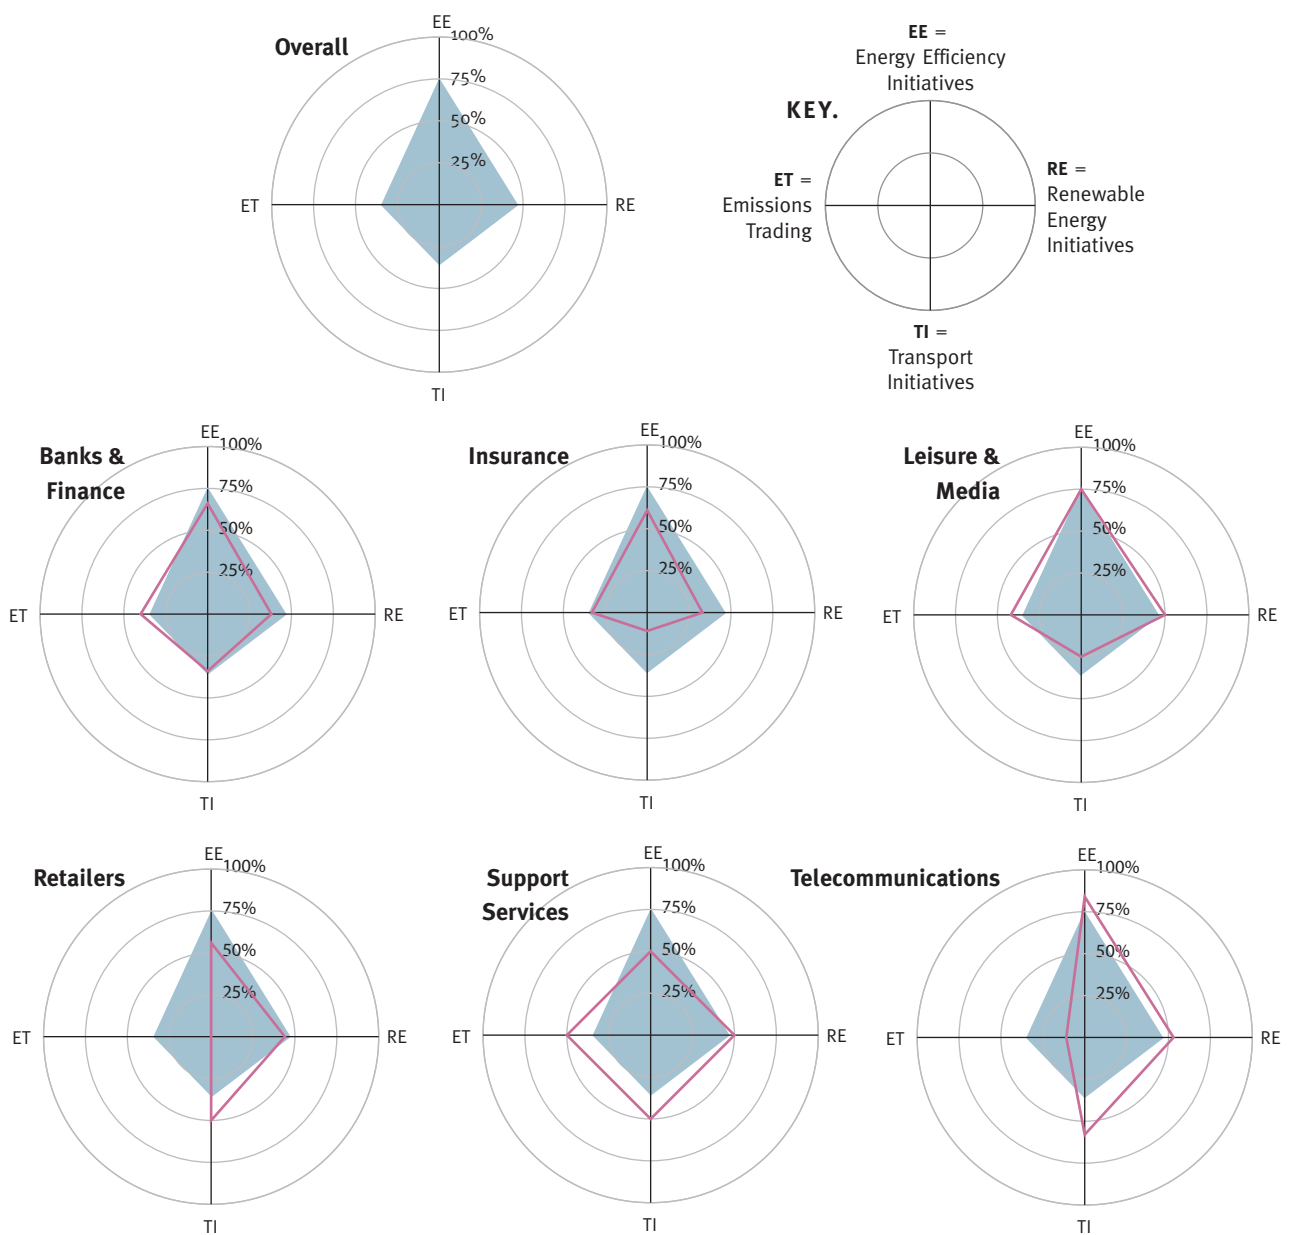 Overall
EE
100%
75%
50%
25%
ET
RE
TI
KEY.
EE =
Energy Efficiency
Initiatives
ET =
Emissions
Trading
RE =
Renewable
Energy
Initiatives
TI =
Transport
Initiatives
Banks &
Finance
EE
100%
75%
50%
25%
ET
RE
TI
Insurance
EE
100%
75%
50%
25%
ET
RE
TI
Leisure &
Media
EE
100%
75%
50%
25%
ET
RE
TI
Retailers
EE
100%
75%
50%
25%
ET
RE
TI
Support
Services
EE
100%
75%
50%
25%
ET
RE
TI
Telecommunications
EE
100%
75%
50%
25%
ET
RE
TI